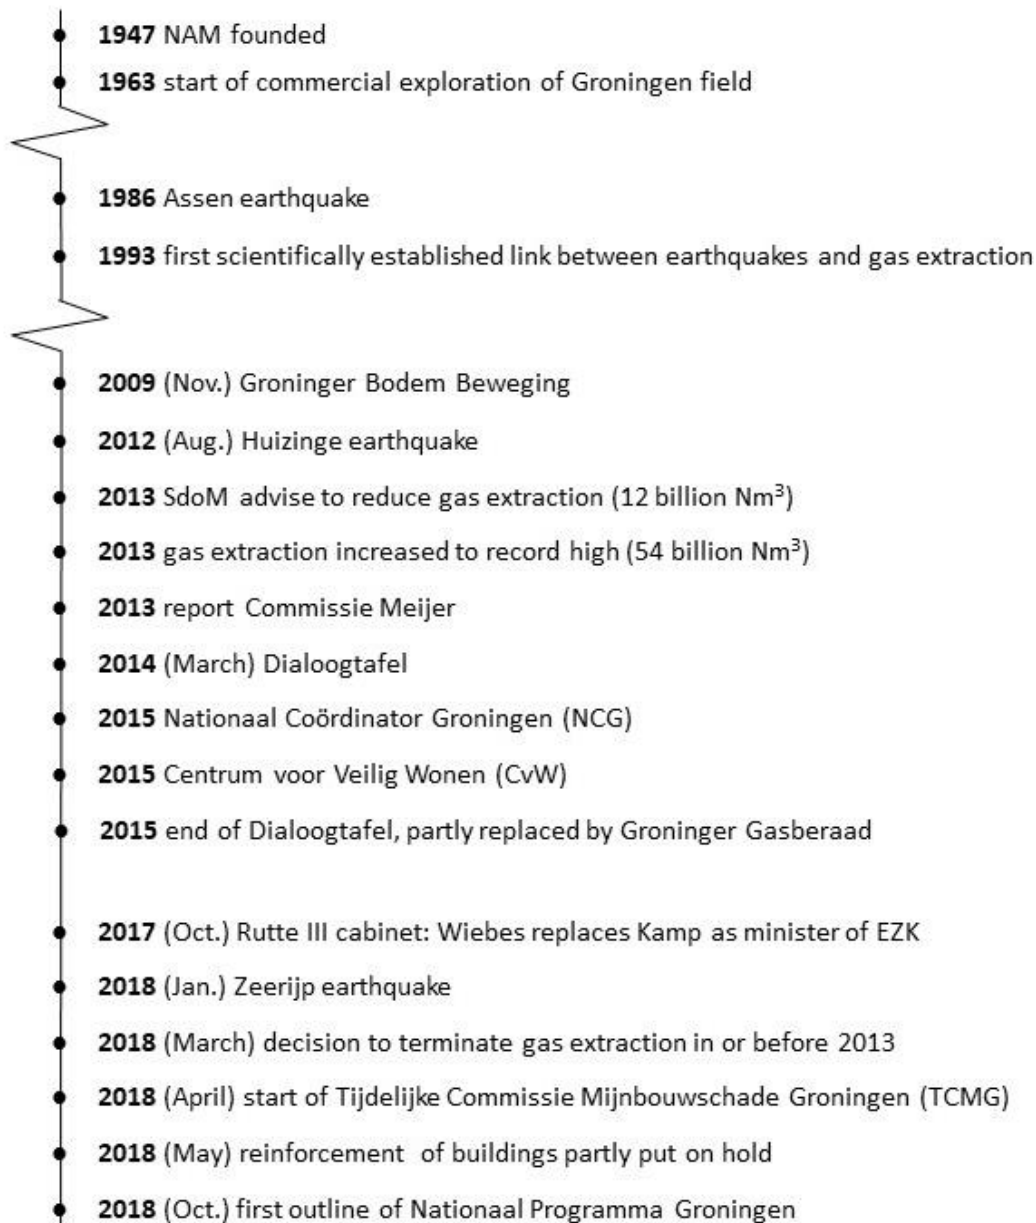 1947 NAM founded
1963 start of commercial exploration of Groningen field
1986 Assen earthquake
1993 first scientifically established link between earthquakes and gas extraction
2009 (Nov.) Groninger Bodem Beweging
2012 (Aug.) Huizinge earthquake
2013 SdoM advise to reduce gas extraction (12 billion Nm³)
2013 gas extraction increased to record high (54 billion Nm³)
2013 report Commissie Meijer
2014 (March) Dialoogtafel
2015 Nationaal Coördinator Groningen (NCG)
2015 Centrum voor Veilig Wonen (CvW)
2015 end of Dialoogtafel, partly replaced by Groninger Gasberaad
2017 (Oct.) Rutte III cabinet: Wiebes replaces Kamp as minister of EZK
2018 (Jan.) Zeerijp earthquake
2018 (March) decision to terminate gas extraction in or before 2013
2018 (April) start of Tijdelijke Commissie Mijnbouwschade Groningen (TCMG)
2018 (May) reinforcement of buildings partly put on hold
2018 (Oct.) first outline of Nationaal Programma Groningen